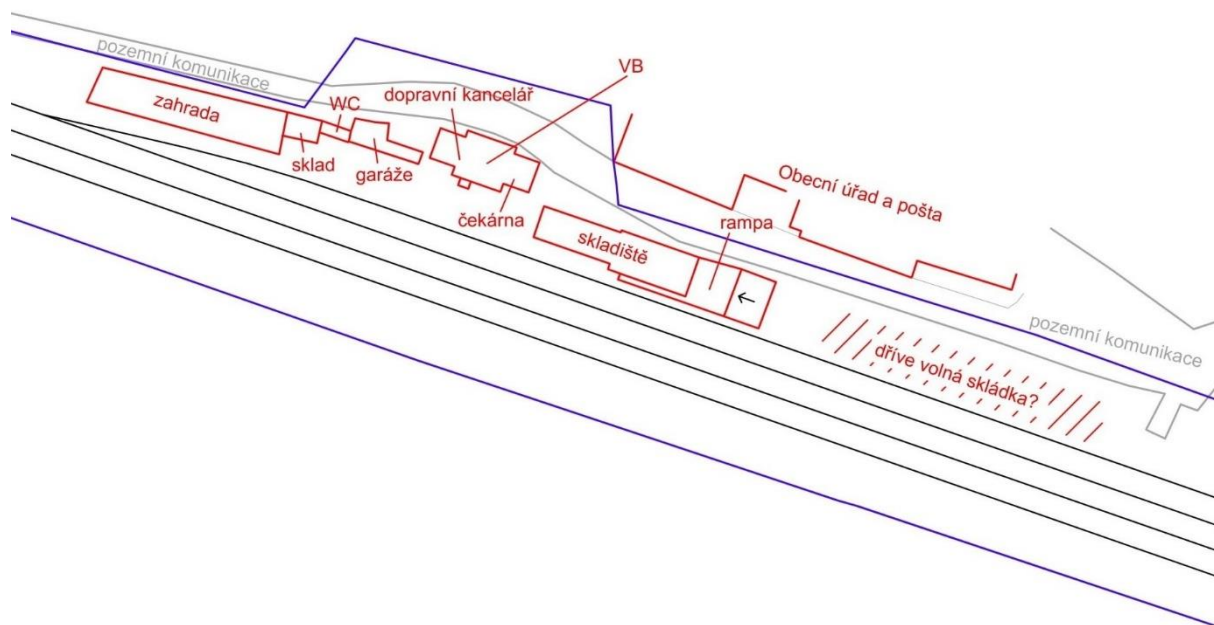 pozemní komunikace
VB
dopravní kancelář
WC
zahrada
sklad
garáže
čekárna
Obecní úřad a pošta
rampa
skladiště
pozemní komunikace
dříve volná skládka?